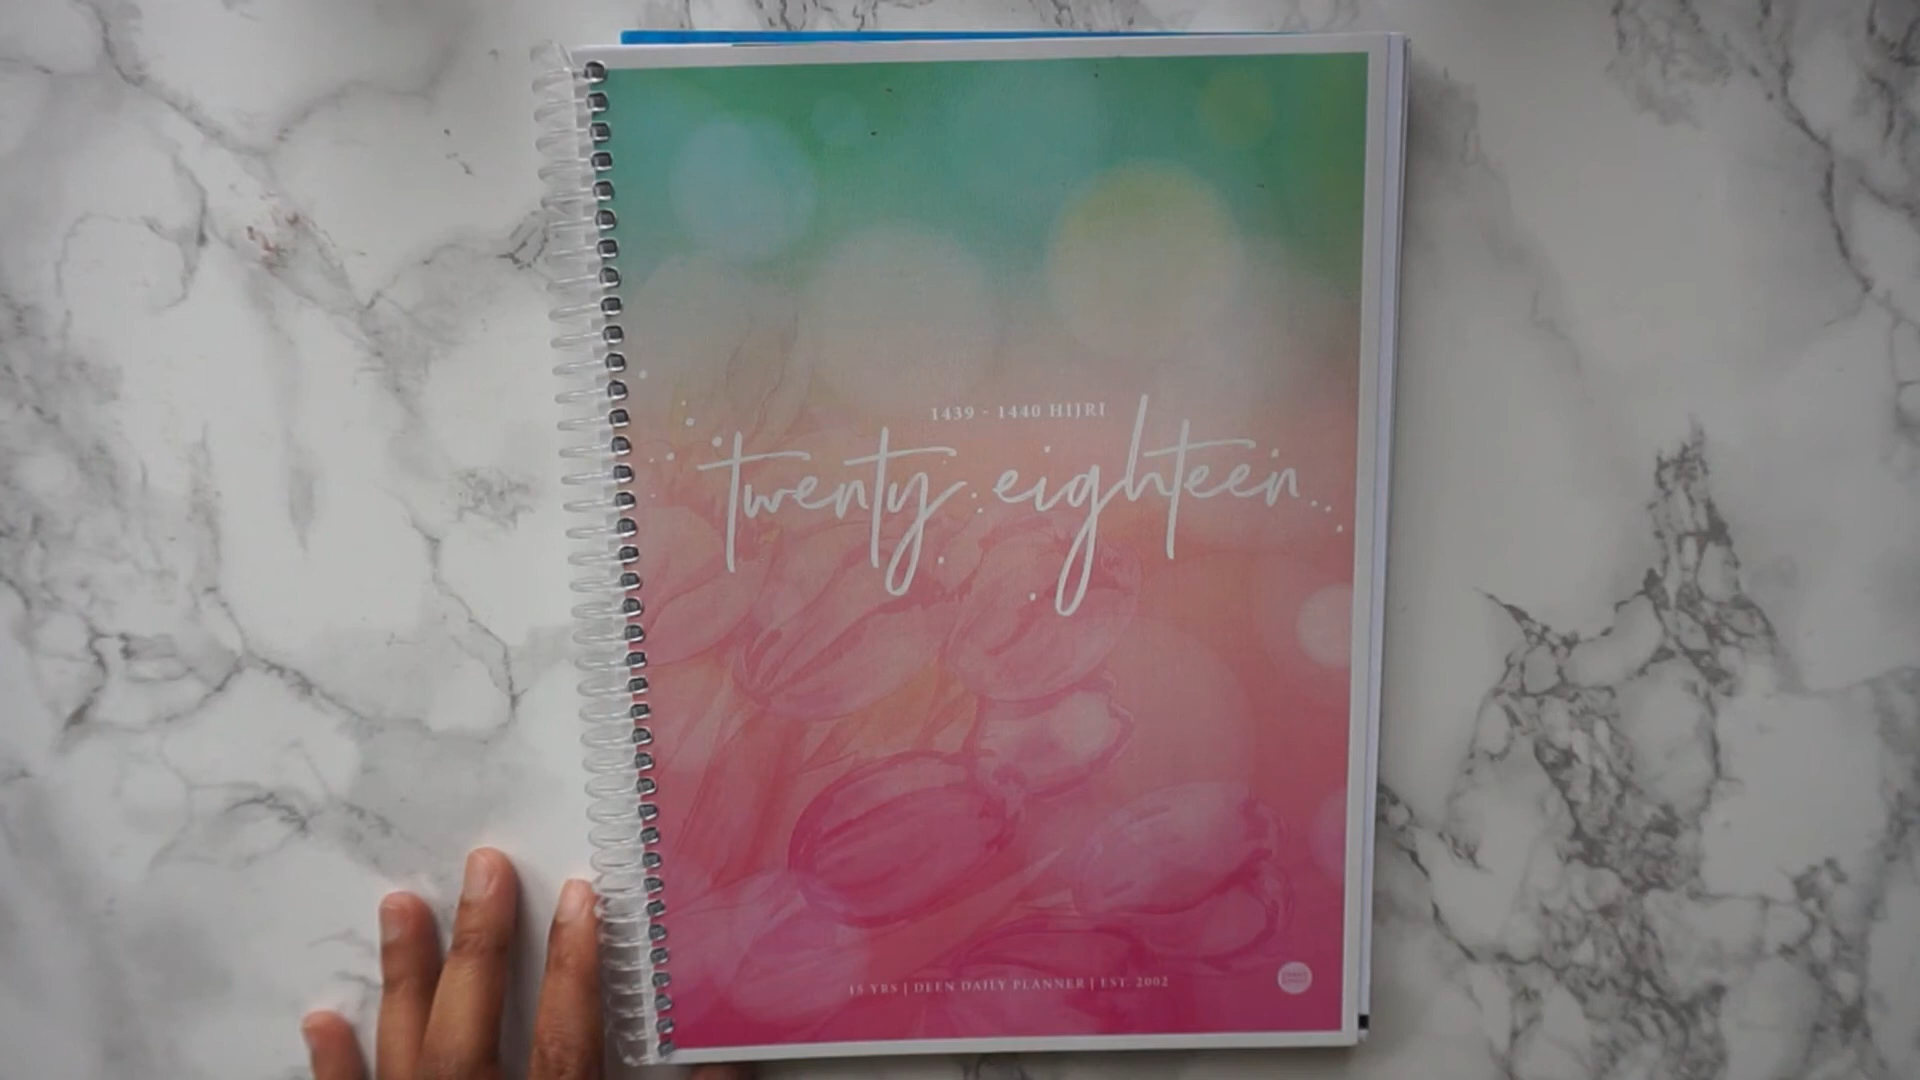 1439 - 1440 HIJRI
twenty eighteen
15 YRS | DEEN DAILY PLANNER | EST. 2002